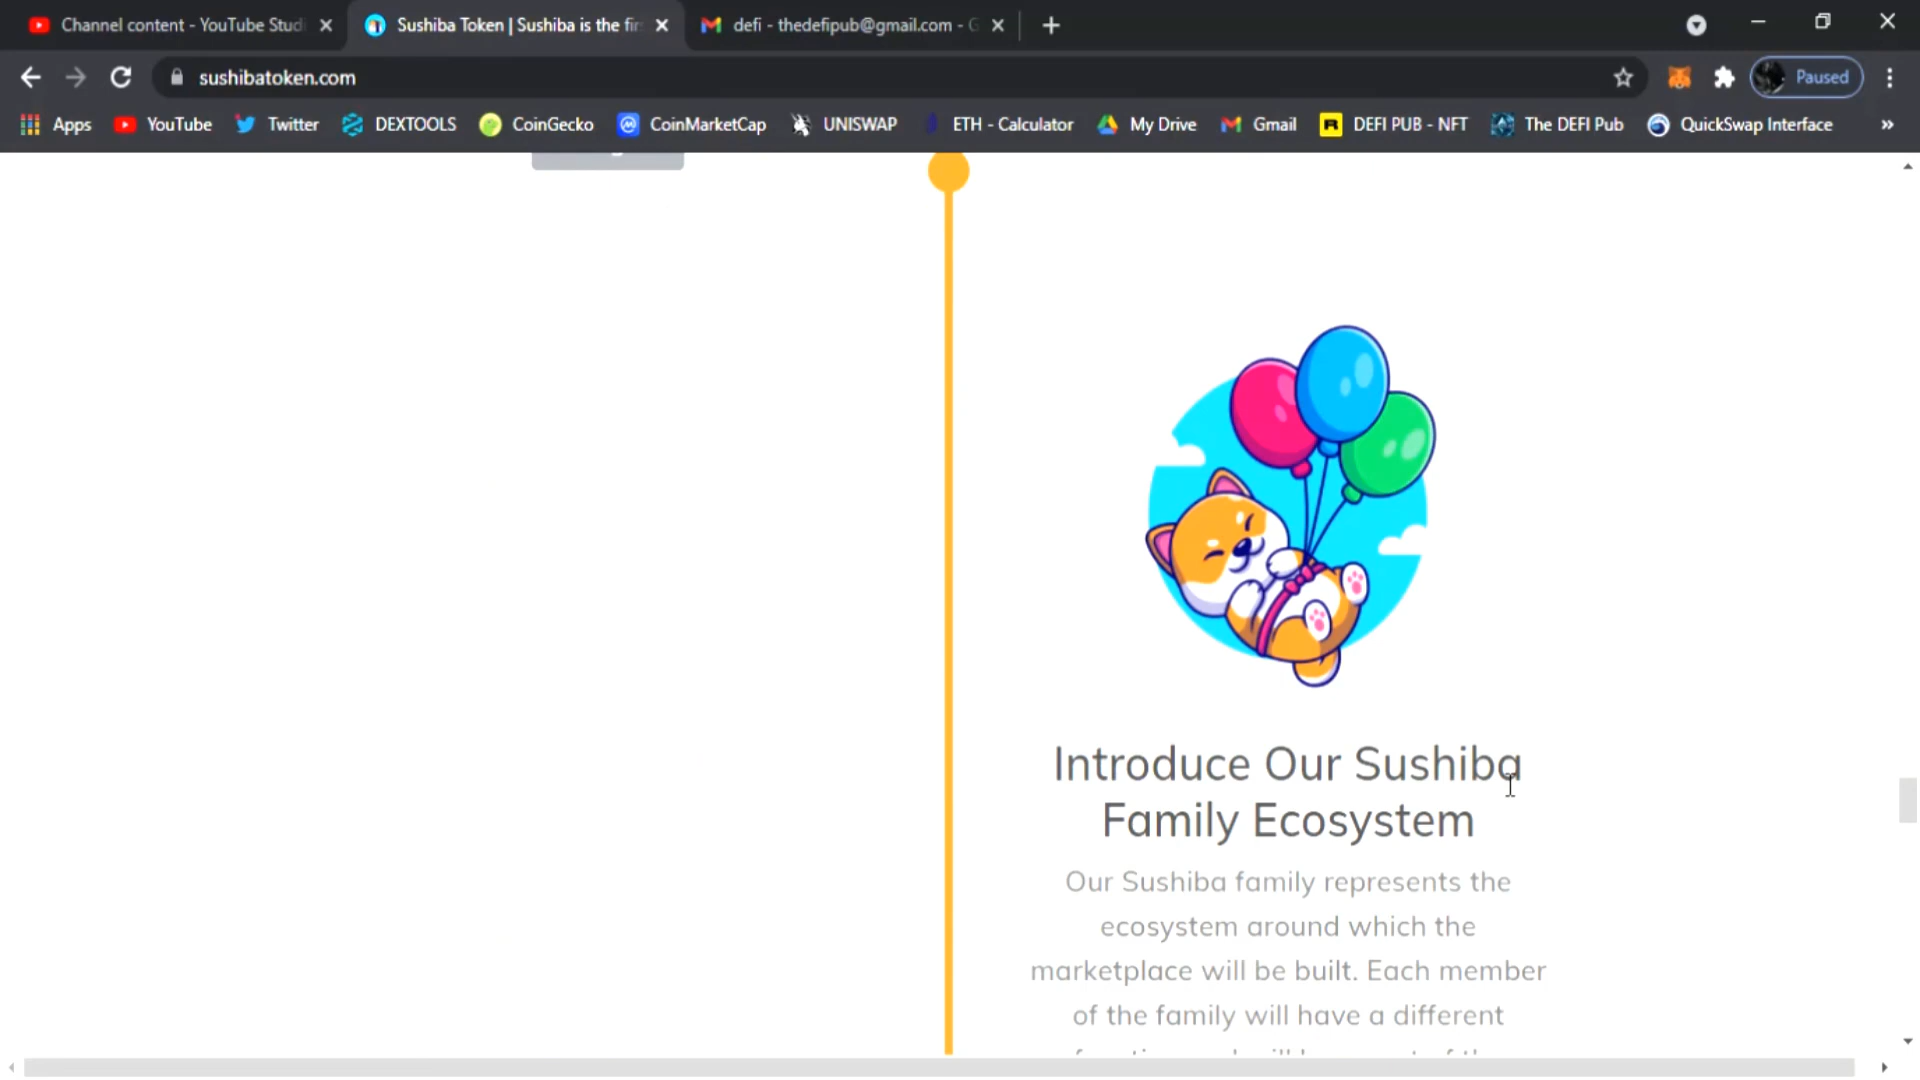 Channel content - YouTube Studi
Sushiba Token | Sushiba is the fir
defi - thedefipub@gmail.com - G
sushibatoken.com
Paused
Apps
YouTube
Twitter
DEXTOOLS
CoinGecko
CoinMarketCap
UNISWAP
ETH - Calculator
My Drive
Gmail
DEFI PUB - NFT
The DEFI Pub
QuickSwap Interface
»
Introduce Our Sushiba
Family Ecosystem
Our Sushiba family represents the
ecosystem around which the
marketplace will be built. Each member
of the family will have a different